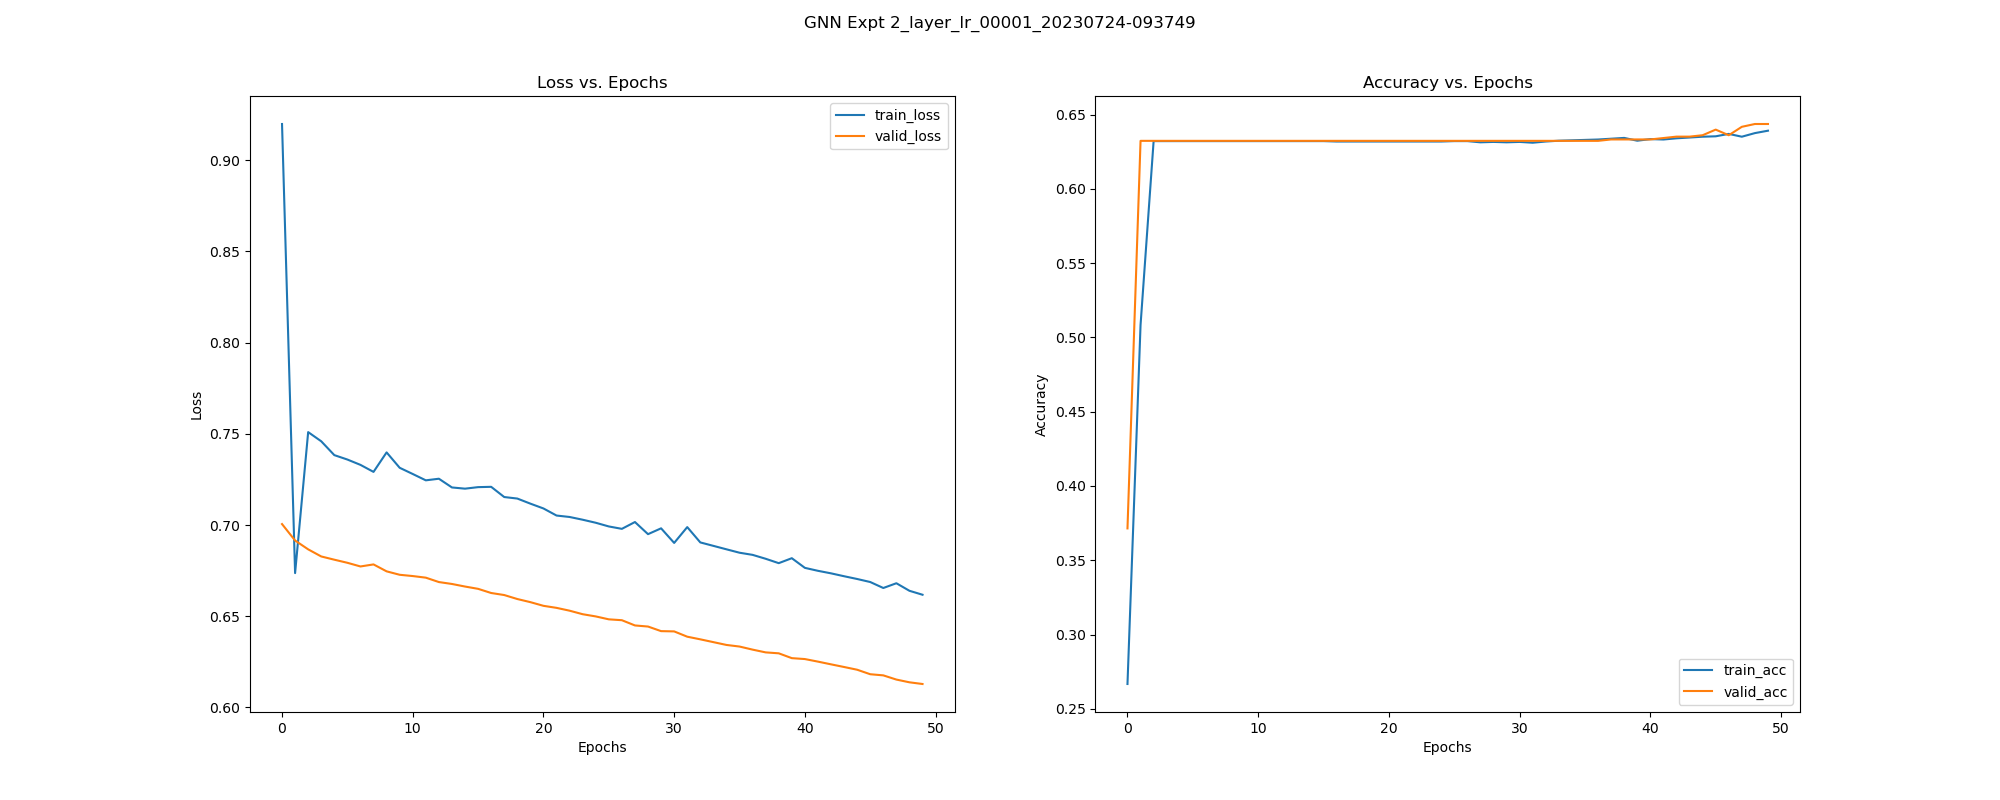 GNN Expt 2_layer_lr_00001_20230724-093749
Loss vs. Epochs
train_loss
valid_loss
0.90
0.85
0.80
0.75
0.70
0.65
0.60
Loss
0 10 20 30 40 50
Epochs
Accuracy vs. Epochs
0.65
0.60
0.55
0.50
0.45
0.40
0.35
0.30
0.25
Accuracy
train_acc
valid_acc
0 10 20 30 40 50
Epochs